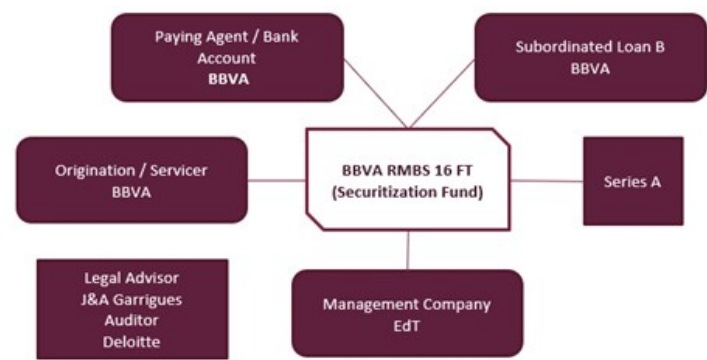 Paying Agent / Bank
Account
BBVA
Subordinated Loan B
BBVA
Origination / Servicer
BBVA
BBVA RMBS 16 FT
(Securitization Fund)
Series A
Legal Advisor
J&A Garrigues
Auditor
Deloitte
Management Company
EdT